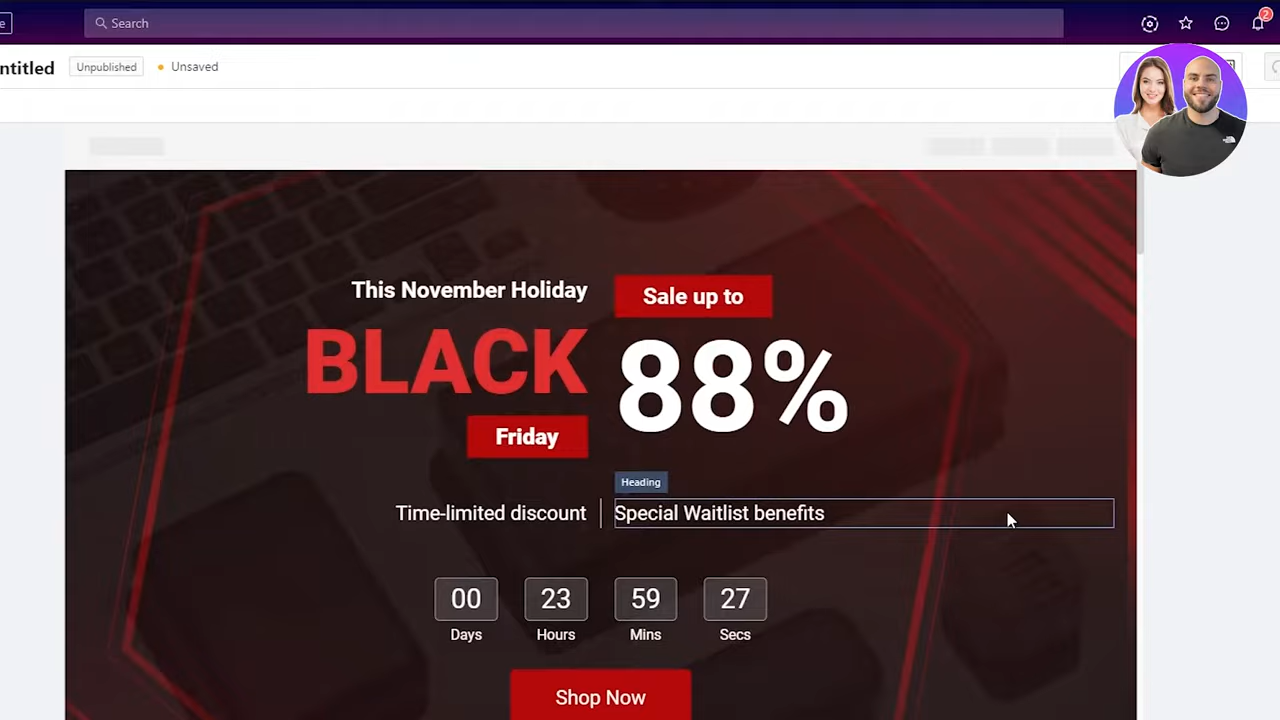 e
Search
2
ntitled
Unpublished
Unsaved
This November Holiday
Sale up to
BLACK
88%
Friday
Heading
Time-limited discount
Special Waitlist benefits
00
23
59
27
Days
Hours
Mins
Secs
Shop Now